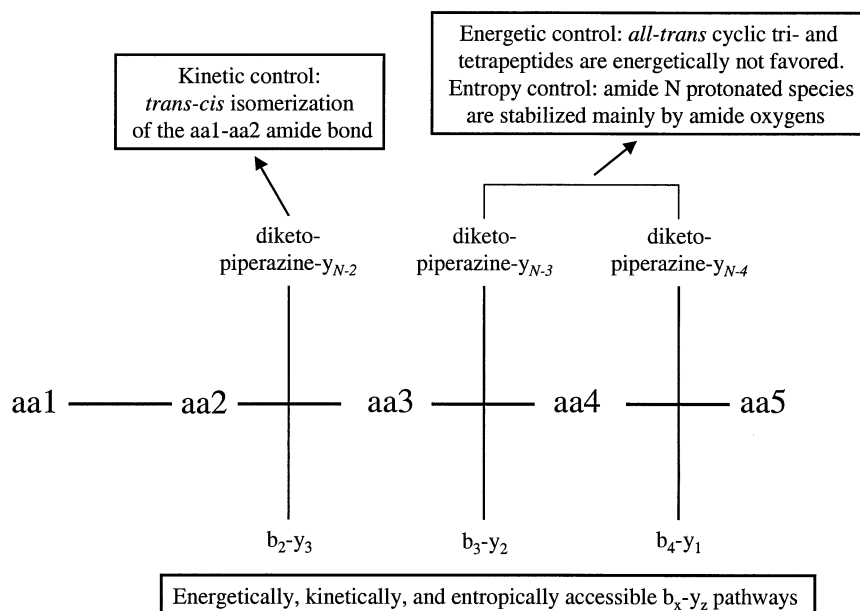 Energetic control: all-trans cyclic tri- and
tetrapeptides are energetically not favored.
Entropy control: amide N protonated species
are stabilized mainly by amide oxygens
Kinetic control:
trans-cis isomerization
of the aa1-aa2 amide bond
diketo-
piperazine-yN-2
diketo-
piperazine-yN-3
diketo-
piperazine-yN-4
aa1 aa2 aa3 aa4 aa5
b2-y3 b3-y2 b4-y1
Energetically, kinetically, and entropically accessible bx-yz pathways